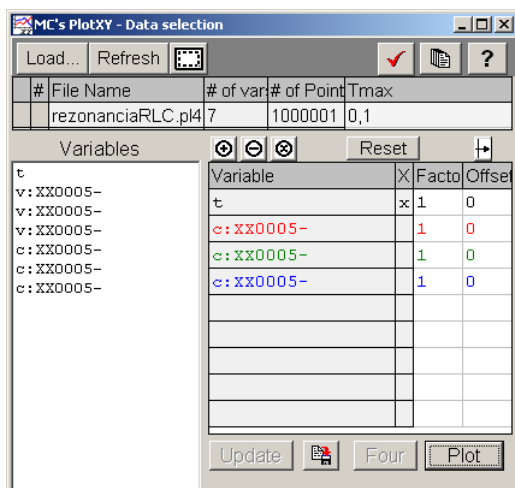 MC's PlotXY - Data selection
Load... Refresh ?
# File Name # of var: # of Point Tmax
rezonanciaRLC.pl4 7 1000001 0,1
Variables Reset
t
v:XX0005-
v:XX0005-
v:XX0005-
c:XX0005-
c:XX0005-
c:XX0005-
Variable X Facto Offset
t x 1 0
c:XX0005- 1 0
c:XX0005- 1 0
c:XX0005- 1 0
Update Four Plot